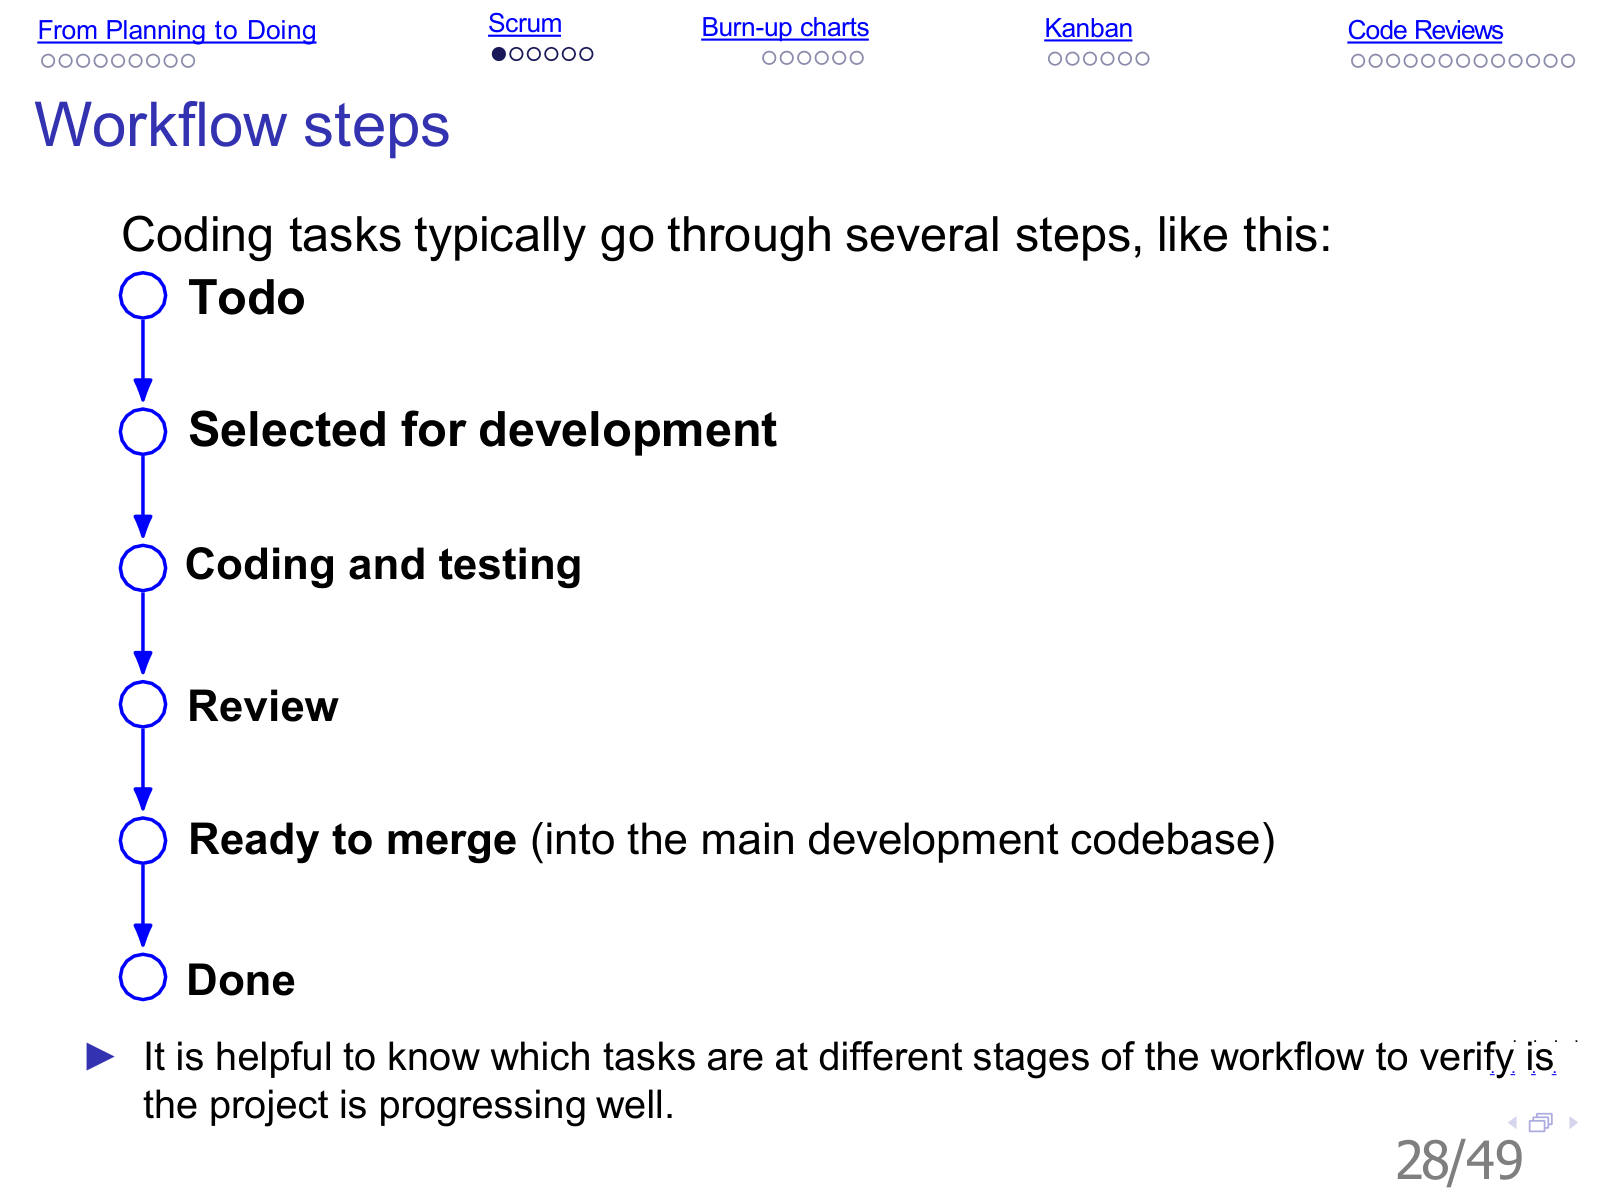 From Planning to Doing
Scrum
Burn-up charts
Kanban
Code Reviews
Workflow steps
Coding tasks typically go through several steps, like this:
Todo
Selected for development
Coding and testing
Review
Ready to merge (into the main development codebase)
Done
It is helpful to know which tasks are at different stages of the workflow to verify is
the project is progressing well.
28/49